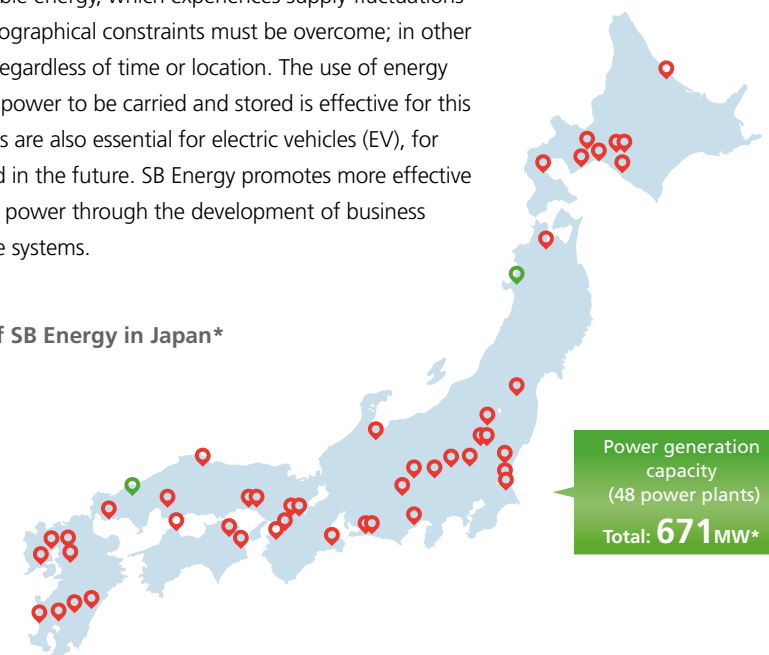 ble energy, which experiences supply fluctuations
ographical constraints must be overcome; in other
egardless of time or location. The use of energy
power to be carried and stored is effective for this
s are also essential for electric vehicles (EV), for
d in the future. SB Energy promotes more effective
power through the development of business
e systems.
f SB Energy in Japan*
Power generation
capacity
(48 power plants)
Total: 671MW*